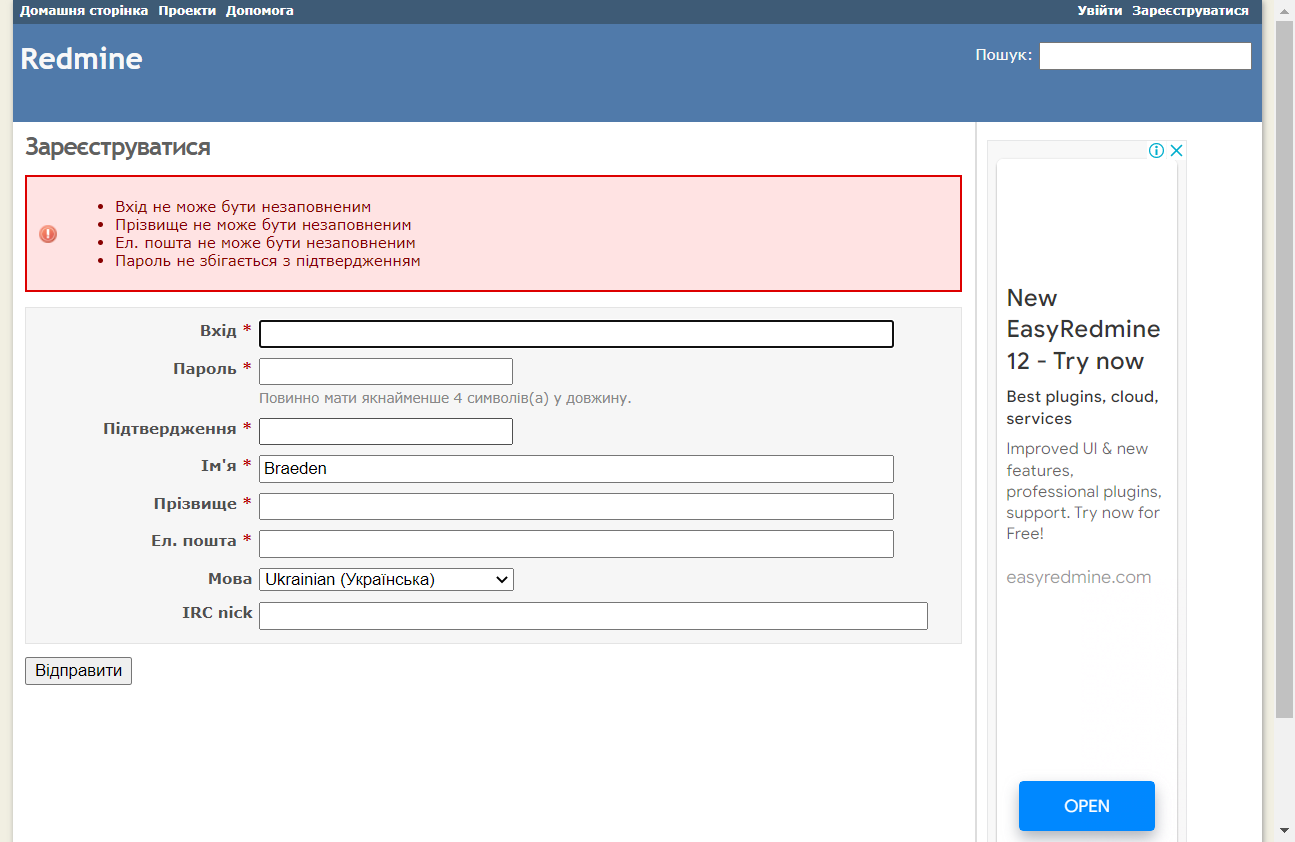 Домашня сторінка Проекти Допомога
Увійти Зареєструватися
Redmine
Пошук:
Зареєструватися
Вхід не може бути незаповненим
Прізвище не може бути незаповненим
Ел. пошта не може бути незаповненим
Пароль не збігається з підтвердженням
Вхід *
Пароль *
Повинно мати якнайменше 4 символів(а) у довжину.
Підтвердження *
Ім'я * Braeden
Прізвище *
Ел. пошта *
Мова Ukrainian (Українська)
IRC nick
Відправити
New
EasyRedmine
12 - Try now
Best plugins, cloud,
services
Improved UI & new
features,
professional plugins,
support. Try now for
Free!
easyredmine.com
OPEN